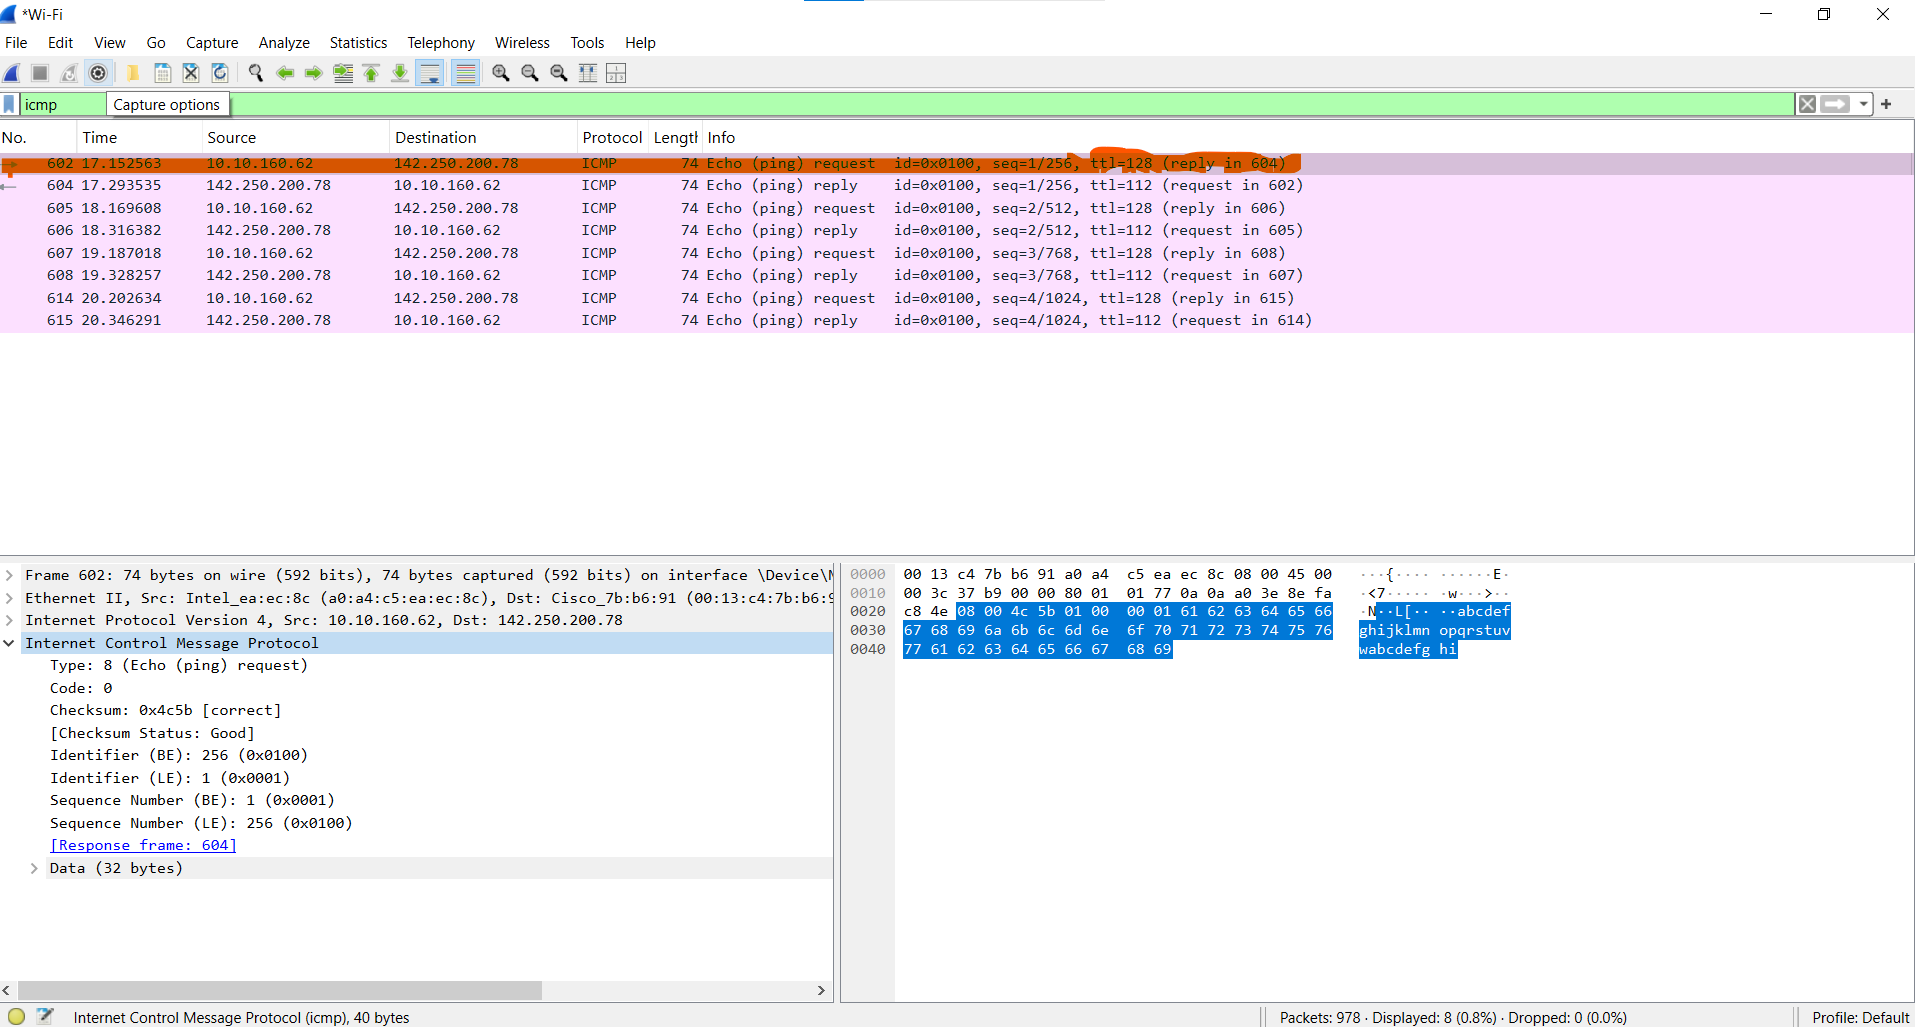 *Wi-Fi
File Edit View Go Capture Analyze Statistics Telephony Wireless Tools Help
icmp
Capture options
No. Time Source Destination Protocol Length Info
602 17.152563 10.10.160.62 142.250.200.78 ICMP 74 Echo (ping) request id=0x0100, seq=1/256, ttl=128 (reply in 604)
604 17.293535 142.250.200.78 10.10.160.62 ICMP 74 Echo (ping) reply id=0x0100, seq=1/256, ttl=112 (request in 602)
605 18.169608 10.10.160.62 142.250.200.78 ICMP 74 Echo (ping) request id=0x0100, seq=2/512, ttl=128 (reply in 606)
606 18.316382 142.250.200.78 10.10.160.62 ICMP 74 Echo (ping) reply id=0x0100, seq=2/512, ttl=112 (request in 605)
607 19.187018 10.10.160.62 142.250.200.78 ICMP 74 Echo (ping) request id=0x0100, seq=3/768, ttl=128 (reply in 608)
608 19.328257 142.250.200.78 10.10.160.62 ICMP 74 Echo (ping) reply id=0x0100, seq=3/768, ttl=112 (request in 607)
614 20.202634 10.10.160.62 142.250.200.78 ICMP 74 Echo (ping) request id=0x0100, seq=4/1024, ttl=128 (reply in 615)
615 20.346291 142.250.200.78 10.10.160.62 ICMP 74 Echo (ping) reply id=0x0100, seq=4/1024, ttl=112 (request in 614)
Frame 602: 74 bytes on wire (592 bits), 74 bytes captured (592 bits) on interface \Device\N
Ethernet II, Src: Intel_ea:ec:8c (a0:a4:c5:ea:ec:8c), Dst: Cisco_7b:b6:91 (00:13:c4:7b:b6:9
Internet Protocol Version 4, Src: 10.10.160.62, Dst: 142.250.200.78
Internet Control Message Protocol
Type: 8 (Echo (ping) request)
Code: 0
Checksum: 0x4c5b [correct]
[Checksum Status: Good]
Identifier (BE): 256 (0x0100)
Identifier (LE): 1 (0x0001)
Sequence Number (BE): 1 (0x0001)
Sequence Number (LE): 256 (0x0100)
[Response frame: 604]
Data (32 bytes)
0000 00 13 c4 7b b6 91 a0 a4 c5 ea ec 8c 08 00 45 00 ···{···· ······E·
0010 00 3c 37 b9 00 00 80 01 01 77 0a 0a a0 3e 8e fa ·<7····· ·w···>··
0020 c8 4e 08 00 4c 5b 01 00 00 01 61 62 63 64 65 66 ·N··L[·· ··abcdef
0030 67 68 69 6a 6b 6c 6d 6e 6f 70 71 72 73 74 75 76 ghijklmn opqrstuv
0040 77 61 62 63 64 65 66 67 68 69 wabcdefg hi
Internet Control Message Protocol (icmp), 40 bytes
Packets: 978 · Displayed: 8 (0.8%) · Dropped: 0 (0.0%)
Profile: Default